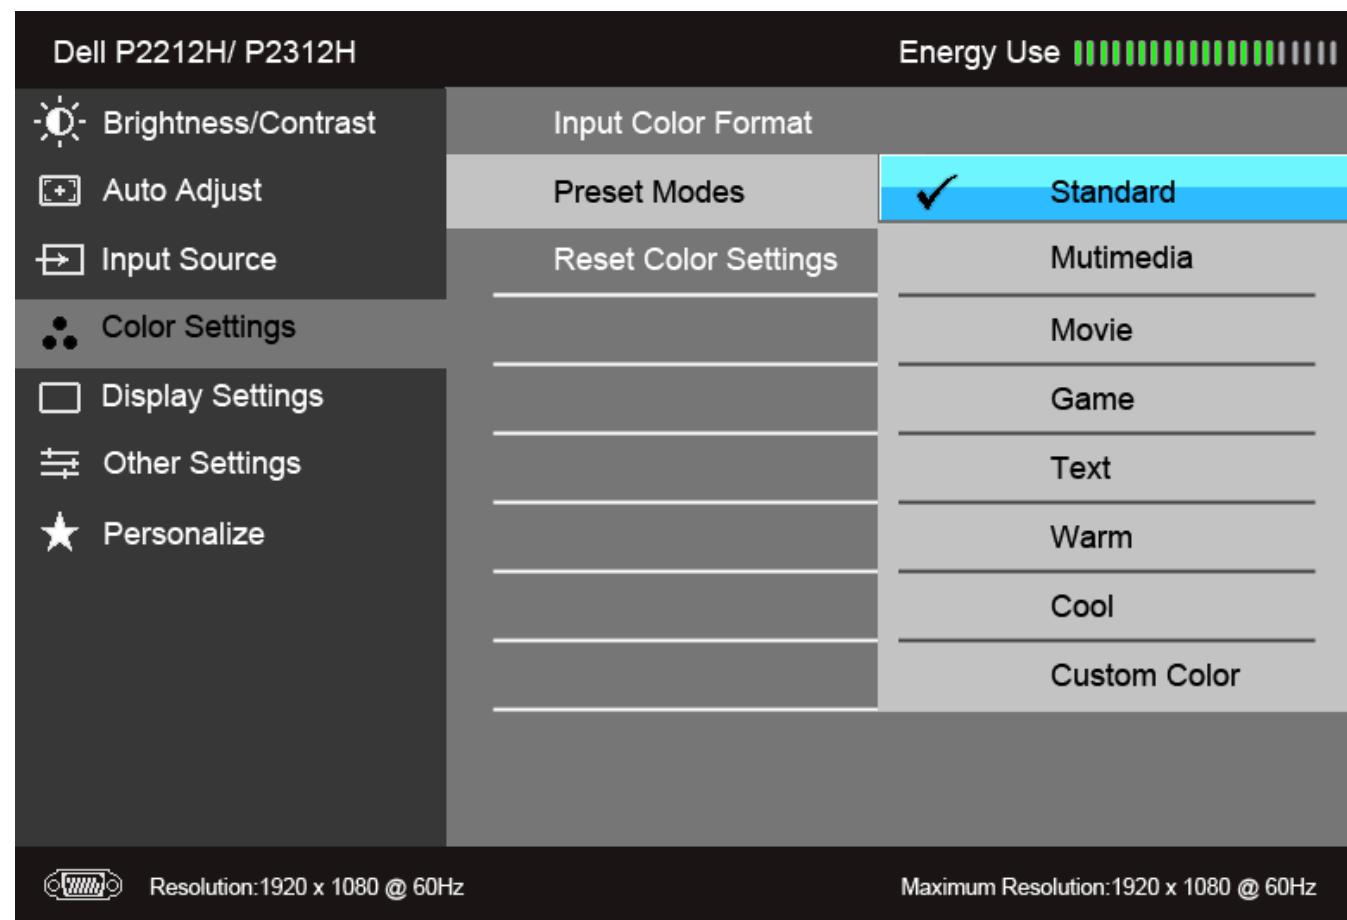 Dell P2212H/ P2312H
Energy Use
Brightness/Contrast
Auto Adjust
Input Source
Color Settings
Display Settings
Other Settings
Personalize
Input Color Format
Preset Modes
Reset Color Settings
Standard
Mutimedia
Movie
Game
Text
Warm
Cool
Custom Color
Resolution:1920 x 1080 @ 60Hz
Maximum Resolution:1920 x 1080 @ 60Hz